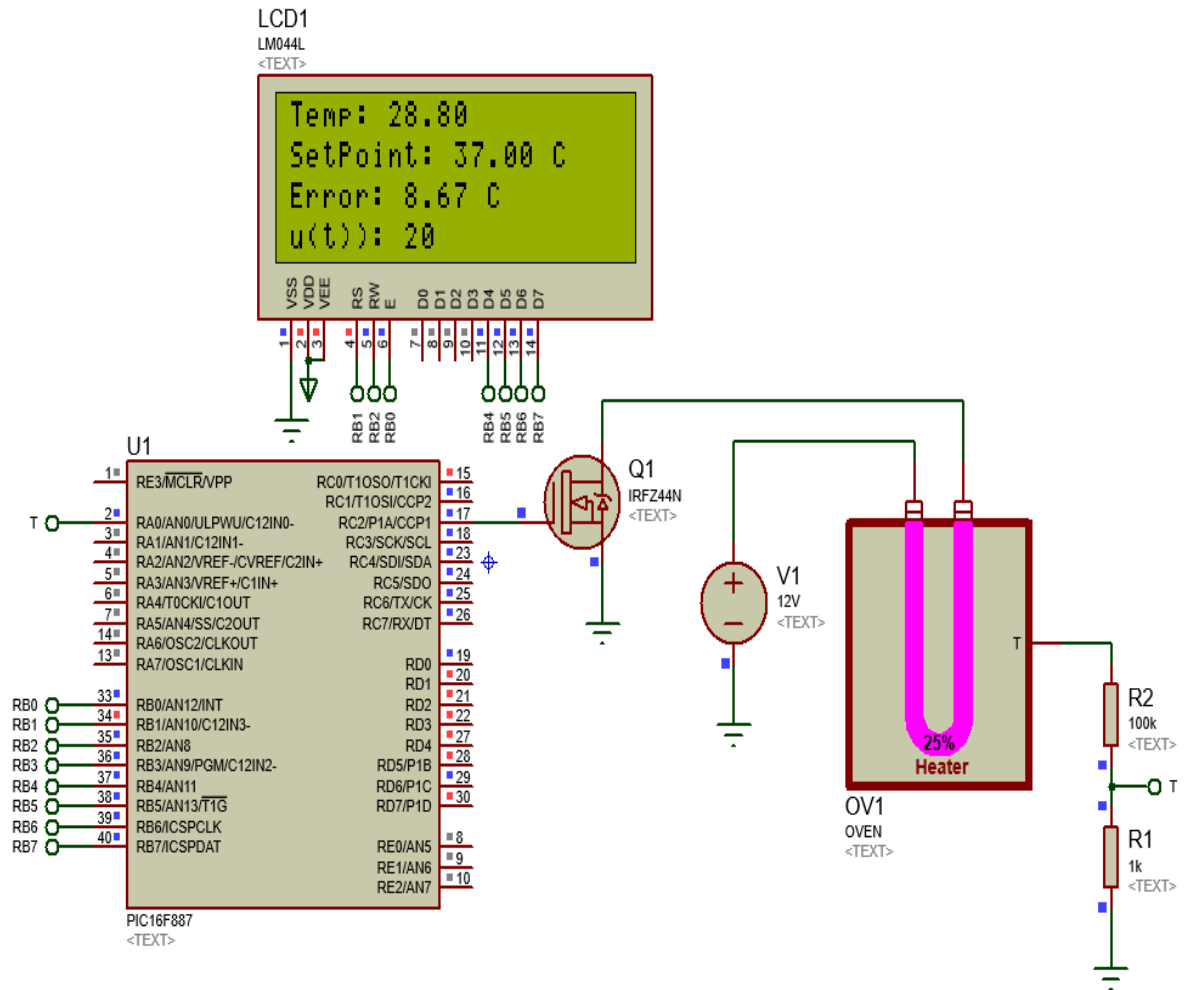 LCD1
LM044L
<TEXT>
Temp: 28.80
SetPoint: 37.00 C
Error: 8.67 C
u(t)): 20
VSS
VDD
VEE
RS
RW
E
D0
D1
D2
D3
D4
D5
D6
D7
1
2
3
4
5
6
7
8
9
10
11
12
13
14
RB1
RB2
RB0
RB4
RB5
RB6
RB7
U1
1 RE3/MCLR/VPP
T 2 RA0/AN0/ULPWU/C12IN0-
3 RA1/AN1/C12IN1-
4 RA2/AN2/VREF-/CVREF/C2IN+
5 RA3/AN3/VREF+/C1IN+
6 RA4/T0CKI/C1OUT
7 RA5/AN4/SS/C2OUT
14 RA6/OSC2/CLKOUT
13 RA7/OSC1/CLKIN
RB0 33 RB0/AN12/INT
RB1 34 RB1/AN10/C12IN3-
RB2 35 RB2/AN8
RB3 36 RB3/AN9/PGM/C12IN2-
RB4 37 RB4/AN11
RB5 38 RB5/AN13/T1G
RB6 39 RB6/ICSPCLK
RB7 40 RB7/ICSPDAT
RC0/T1OSO/T1CKI 15
RC1/T1OSI/CCP2 16
RC2/P1A/CCP1 17
RC3/SCK/SCL 18
RC4/SDI/SDA 23
RC5/SDO 24
RC6/TX/CK 25
RC7/RX/DT 26
RD0 19
RD1 20
RD2 21
RD3 22
RD4 27
RD5/P1B 28
RD6/P1C 29
RD7/P1D 30
RE0/AN5 8
RE1/AN6 9
RE2/AN7 10
PIC16F887
<TEXT>
Q1
IRFZ44N
<TEXT>
V1
12V
<TEXT>
T
25%
Heater
OV1
OVEN
<TEXT>
R2
100k
<TEXT>
T
R1
1k
<TEXT>